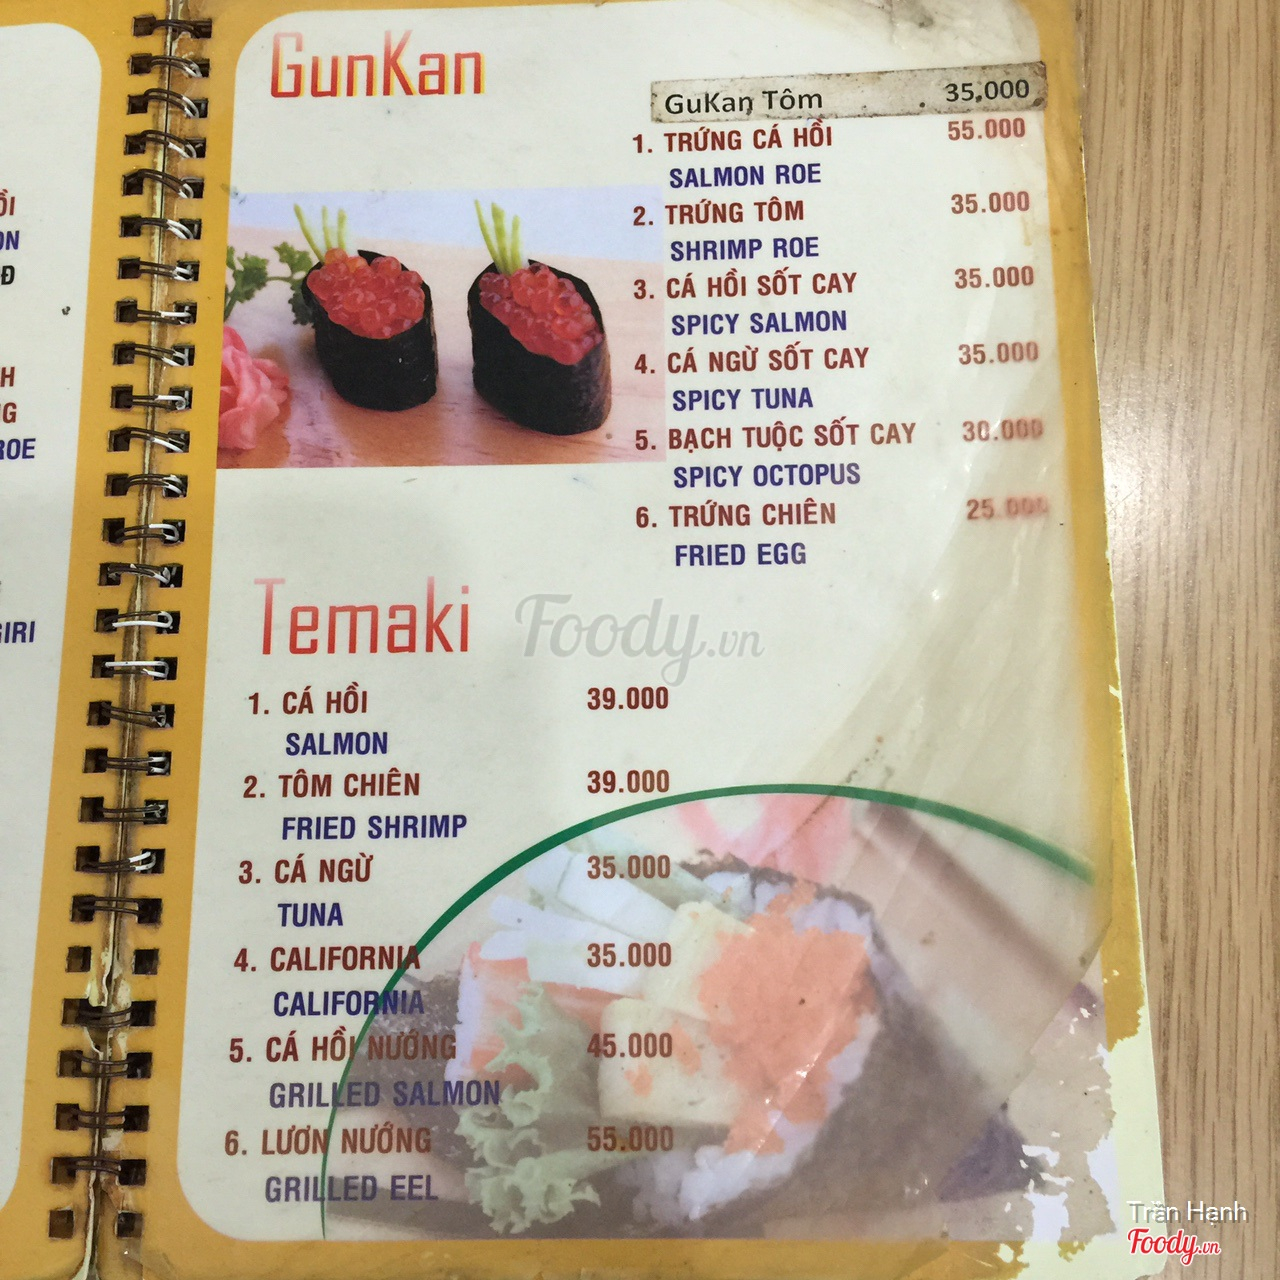 GunKan
GuKan Tôm 35,000
1. TRỨNG CÁ HỒI 55.000
SALMON ROE
2. TRỨNG TÔM 35.000
SHRIMP ROE
3. CÁ HỒI SỐT CAY 35.000
SPICY SALMON
4. CÁ NGỪ SỐT CAY 35.000
SPICY TUNA
5. BẠCH TUỘC SỐT CAY 30.000
SPICY OCTOPUS
6. TRỨNG CHIÊN 25.000
FRIED EGG
Temaki
Foody.vn
1. CÁ HỒI 39.000
SALMON
2. TÔM CHIÊN 39.000
FRIED SHRIMP
3. CÁ NGỪ 35.000
TUNA
4. CALIFORNIA 35.000
CALIFORNIA
5. CÁ HỒI NƯỚNG 45.000
GRILLED SALMON
6. LƯƠN NƯỚNG 55.000
GRILLED EEL
ROE
GIRI
Trần Hạnh
Foody.vn